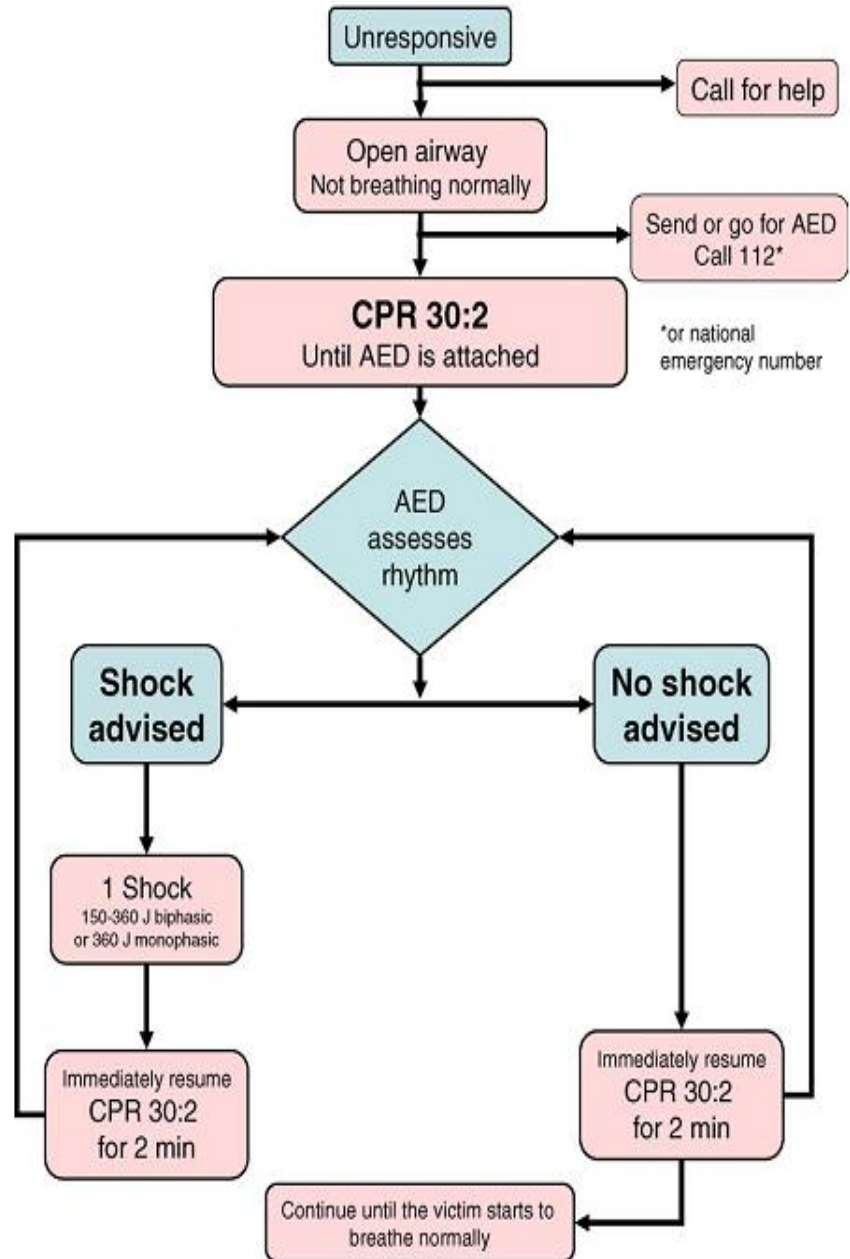 Unresponsive
Call for help
Open airway
Not breathing normally
Send or go for AED
Call 112*
CPR 30:2
Until AED is attached
*or national
emergency number
AED
assesses
rhythm
Shock
advised
No shock
advised
1 Shock
150-360 J biphasic
or 360 J monophasic
Immediately resume
CPR 30:2
for 2 min
Immediately resume
CPR 30:2
for 2 min
Continue until the victim starts to
breathe normally